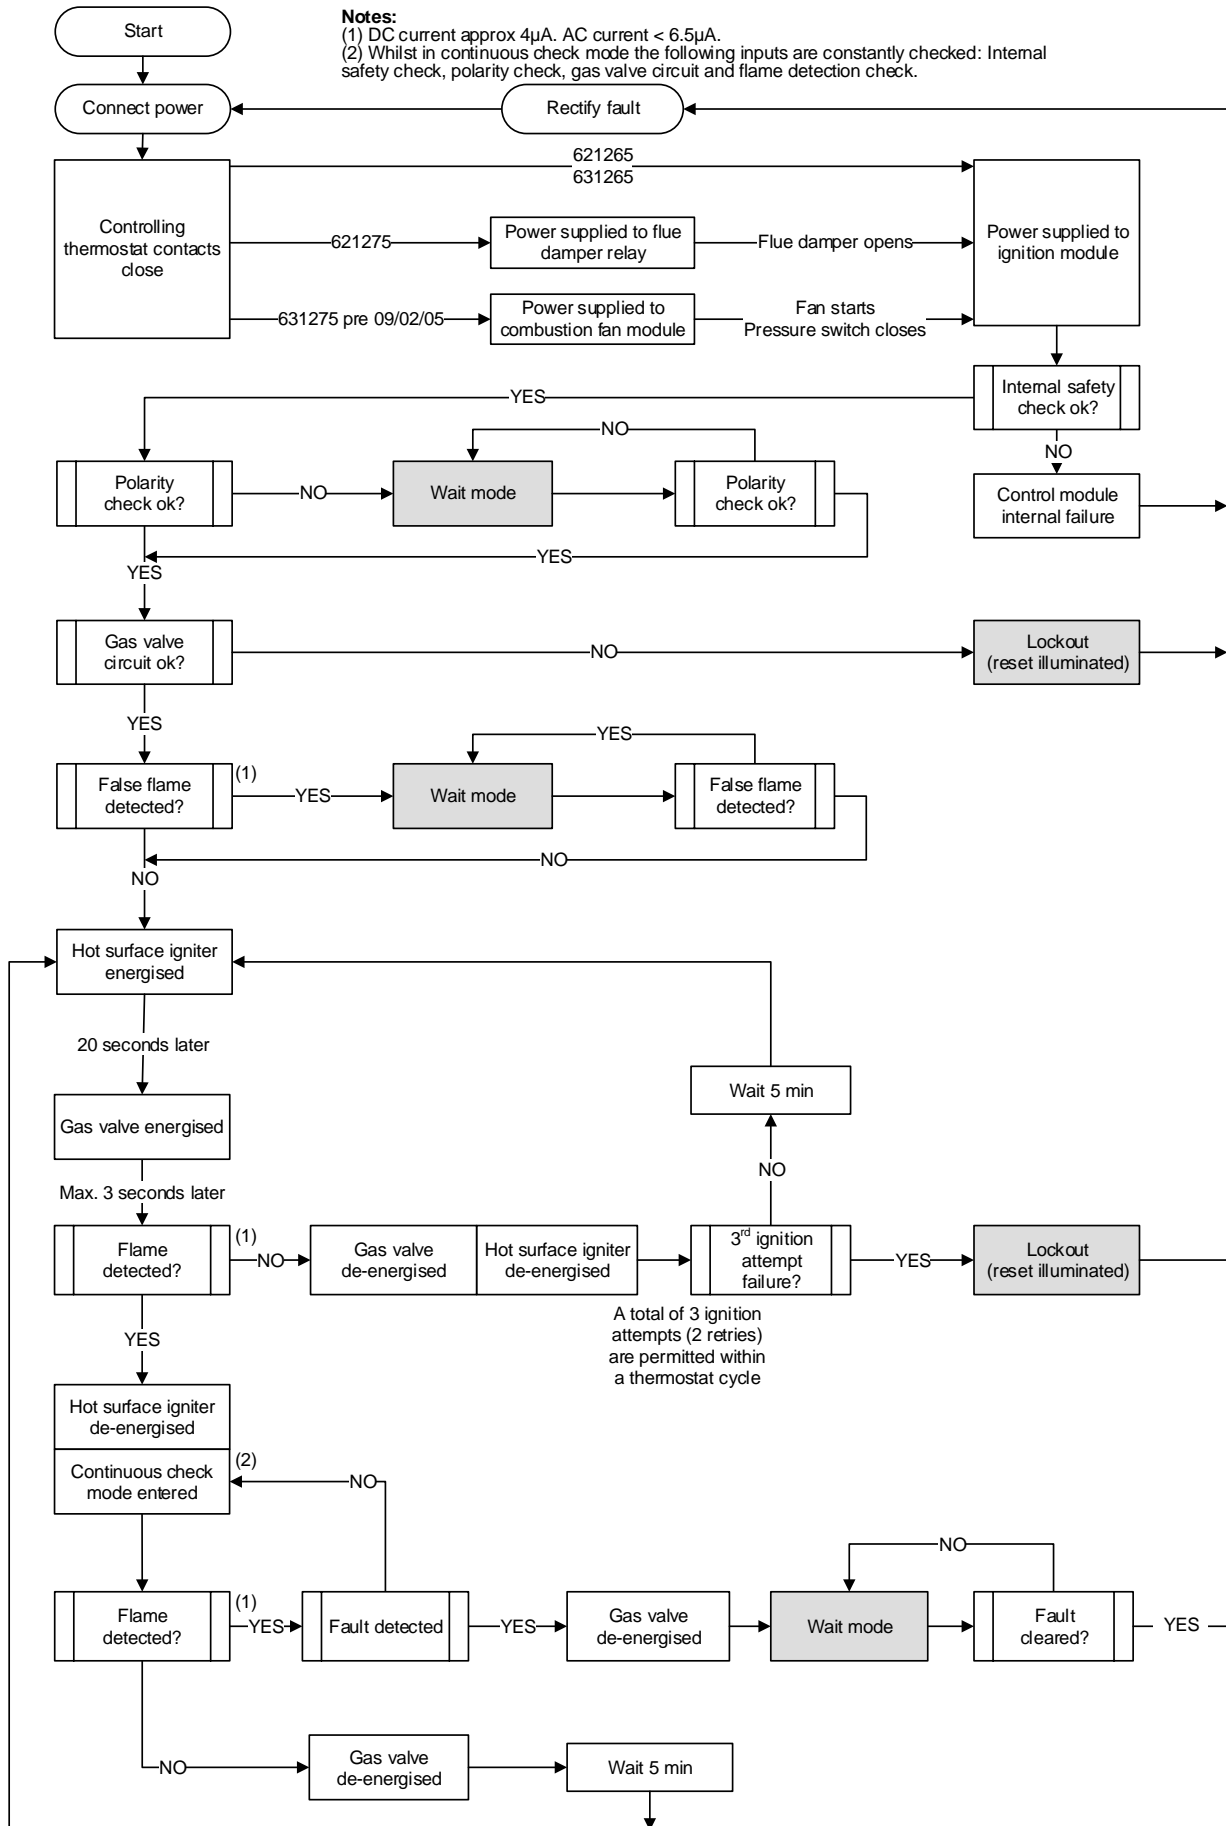 Notes:
(1) DC current approx 4µA. AC current < 6.5µA.
(2) Whilst in continuous check mode the following inputs are constantly checked: Internal
safety check, polarity check, gas valve circuit and flame detection check.
Start
Connect power
Rectify fault
Controlling
thermostat contacts
close
621265
631265
621275
Power supplied to flue
damper relay
Flue damper opens
Power supplied to
ignition module
631275 pre 09/02/05
Power supplied to
combustion fan module
Fan starts
Pressure switch closes
Internal safety
check ok?
YES
NO
Control module
internal failure
Polarity
check ok?
NO
Wait mode
NO
Polarity
check ok?
YES
YES
Gas valve
circuit ok?
NO
Lockout
(reset illuminated)
YES
False flame
detected?
(1)
YES
Wait mode
YES
False flame
detected?
NO
NO
Hot surface igniter
energised
20 seconds later
Wait 5 min
Gas valve energised
NO
Max. 3 seconds later
Flame
detected?
(1)
NO
Gas valve
de-energised
Hot surface igniter
de-energised
3rd ignition
attempt
failure?
YES
Lockout
(reset illuminated)
A total of 3 ignition
attempts (2 retries)
are permitted within
a thermostat cycle
YES
Hot surface igniter
de-energised
Continuous check
mode entered
(2)
NO
Flame
detected?
(1)
YES
Fault detected
YES
Gas valve
de-energised
Wait mode
NO
Fault
cleared?
YES
NO
Gas valve
de-energised
Wait 5 min